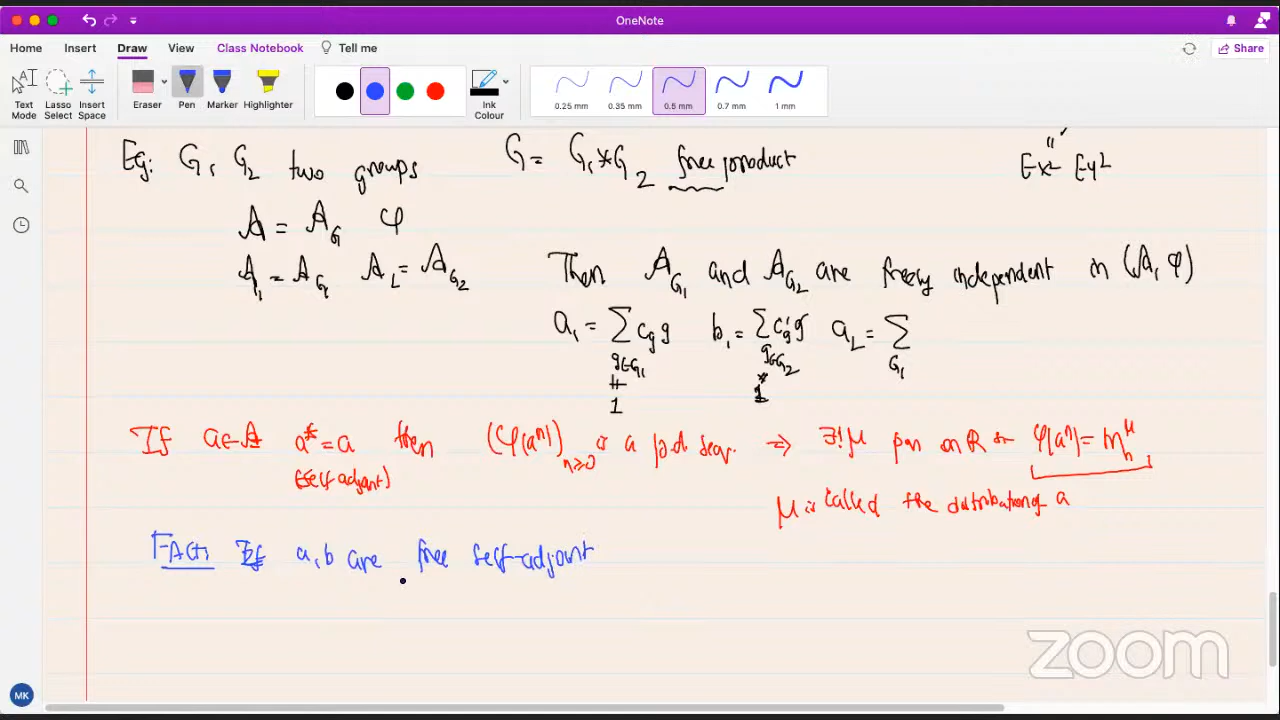 OneNote
Home Insert Draw View Class Notebook Tell me
Share
Text Mode
Lasso Select
Insert Space
Eraser
Pen
Marker
Highlighter
Ink Colour
0.25 mm
0.35 mm
0.5 mm
0.7 mm
1 mm
Eg: G₁, G₂ two groups G = G₁*G₂ free product
Ex² Ey²
A = A_G φ
A₁ = A_G₁ A₂ = A_G₂ Then A_G₁ and A_G₂ are freely independent in (A, φ)
a₁ = Σ c_g g b₁ = Σ c'_g g a₂ = Σ
g∈G₁ g∈G₂ G₁
≠ ≠
1 1
If a∈A a*=a then (φ(aⁿ))_{n≥0} is a p.d. seq. ⇒ ∃!μ p.m on R φ(aⁿ)=m_n^μ
(self-adjoint)
μ is called the distribution of a
FACT: If a, b are free self-adjoint
zoom
MK